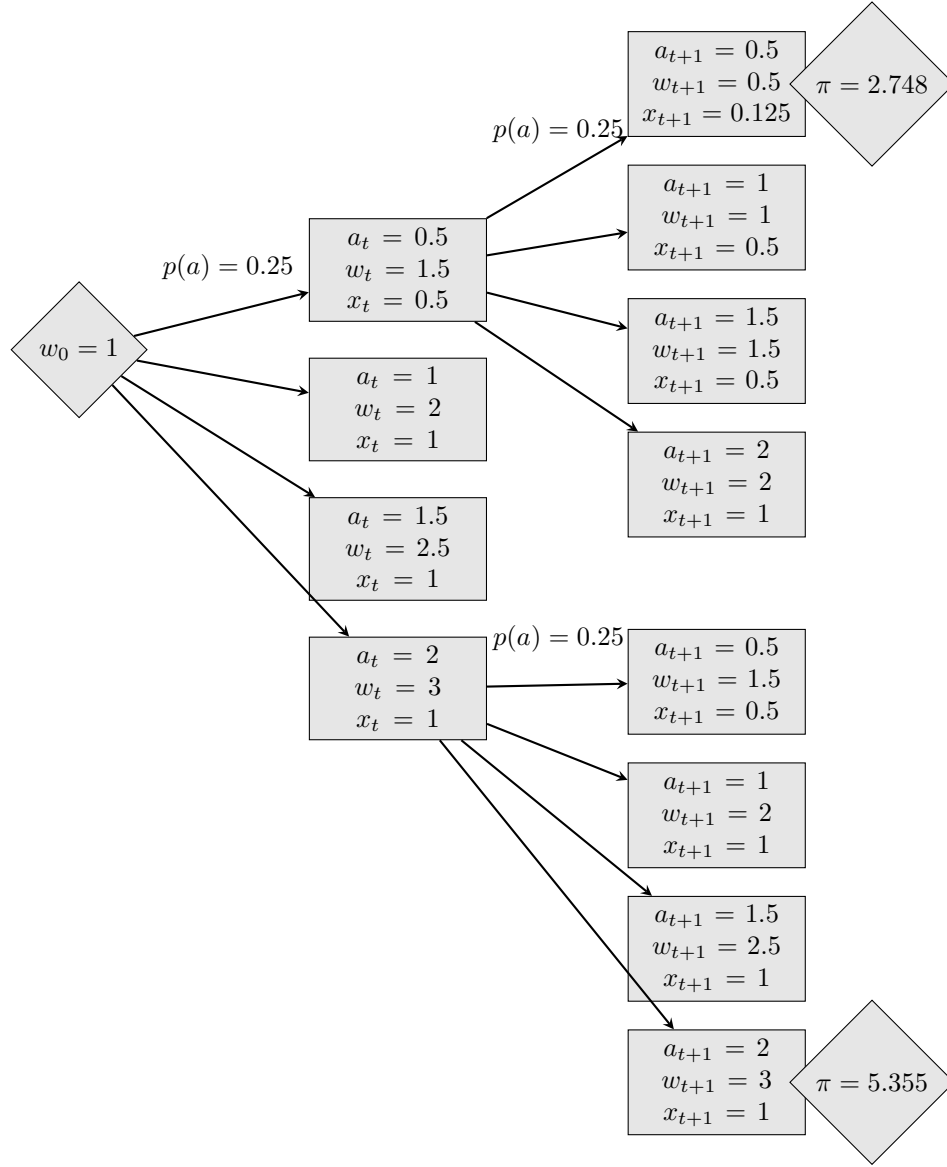 w_0 = 1
p(a) = 0.25
a_t = 0.5
w_t = 1.5
x_t = 0.5
a_t = 1
w_t = 2
x_t = 1
a_t = 1.5
w_t = 2.5
x_t = 1
a_t = 2
w_t = 3
x_t = 1
p(a) = 0.25
a_{t+1} = 0.5
w_{t+1} = 0.5
x_{t+1} = 0.125
π = 2.748
a_{t+1} = 1
w_{t+1} = 1
x_{t+1} = 0.5
a_{t+1} = 1.5
w_{t+1} = 1.5
x_{t+1} = 0.5
a_{t+1} = 2
w_{t+1} = 2
x_{t+1} = 1
p(a) = 0.25
a_{t+1} = 0.5
w_{t+1} = 1.5
x_{t+1} = 0.5
a_{t+1} = 1
w_{t+1} = 2
x_{t+1} = 1
a_{t+1} = 1.5
w_{t+1} = 2.5
x_{t+1} = 1
a_{t+1} = 2
w_{t+1} = 3
x_{t+1} = 1
π = 5.355